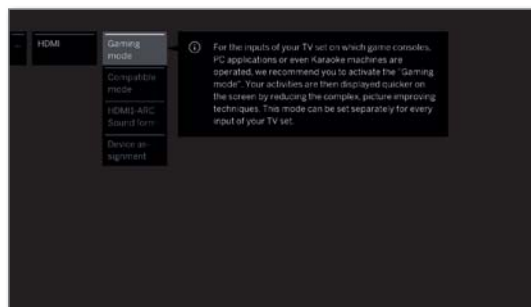 ... HDMI Gaming
mode
Compatible
mode
HDMI1-ARC
Sound form
Device as-
signment
For the inputs of your TV set on which game consoles,
PC applications or even Karaoke machines are
operated, we recommend you to activate the "Gaming
mode". Your activities are then displayed quicker on
the screen by reducing the complex, picture improving
techniques. This mode can be set separately for every
input of your TV set.